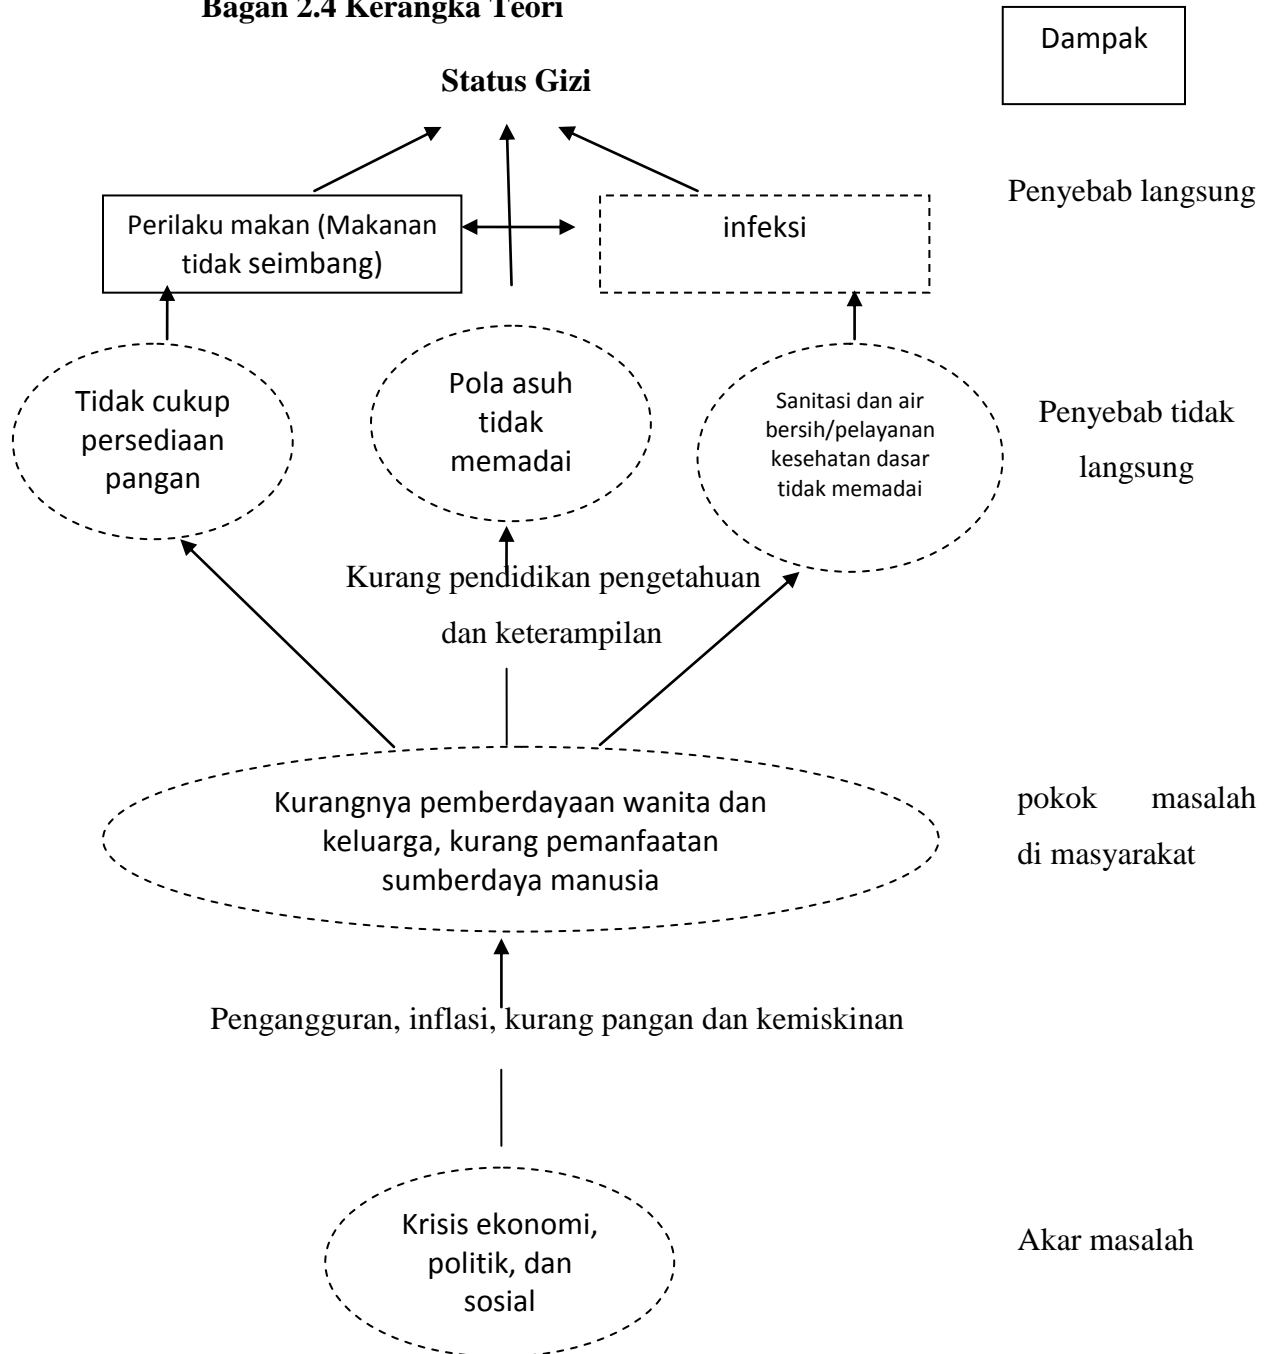 Bagan 2.4 Kerangka Teori
Dampak
Status Gizi
Penyebab langsung
Perilaku makan (Makanan
tidak seimbang)
infeksi
Tidak cukup
persediaan
pangan
Pola asuh
tidak
memadai
Sanitasi dan air
bersih/pelayanan
kesehatan dasar
tidak memadai
Penyebab tidak
langsung
Kurang pendidikan pengetahuan
dan keterampilan
Kurangnya pemberdayaan wanita dan
keluarga, kurang pemanfaatan
sumberdaya manusia
pokok masalah
di masyarakat
Pengangguran, inflasi, kurang pangan dan kemiskinan
Krisis ekonomi,
politik, dan
sosial
Akar masalah